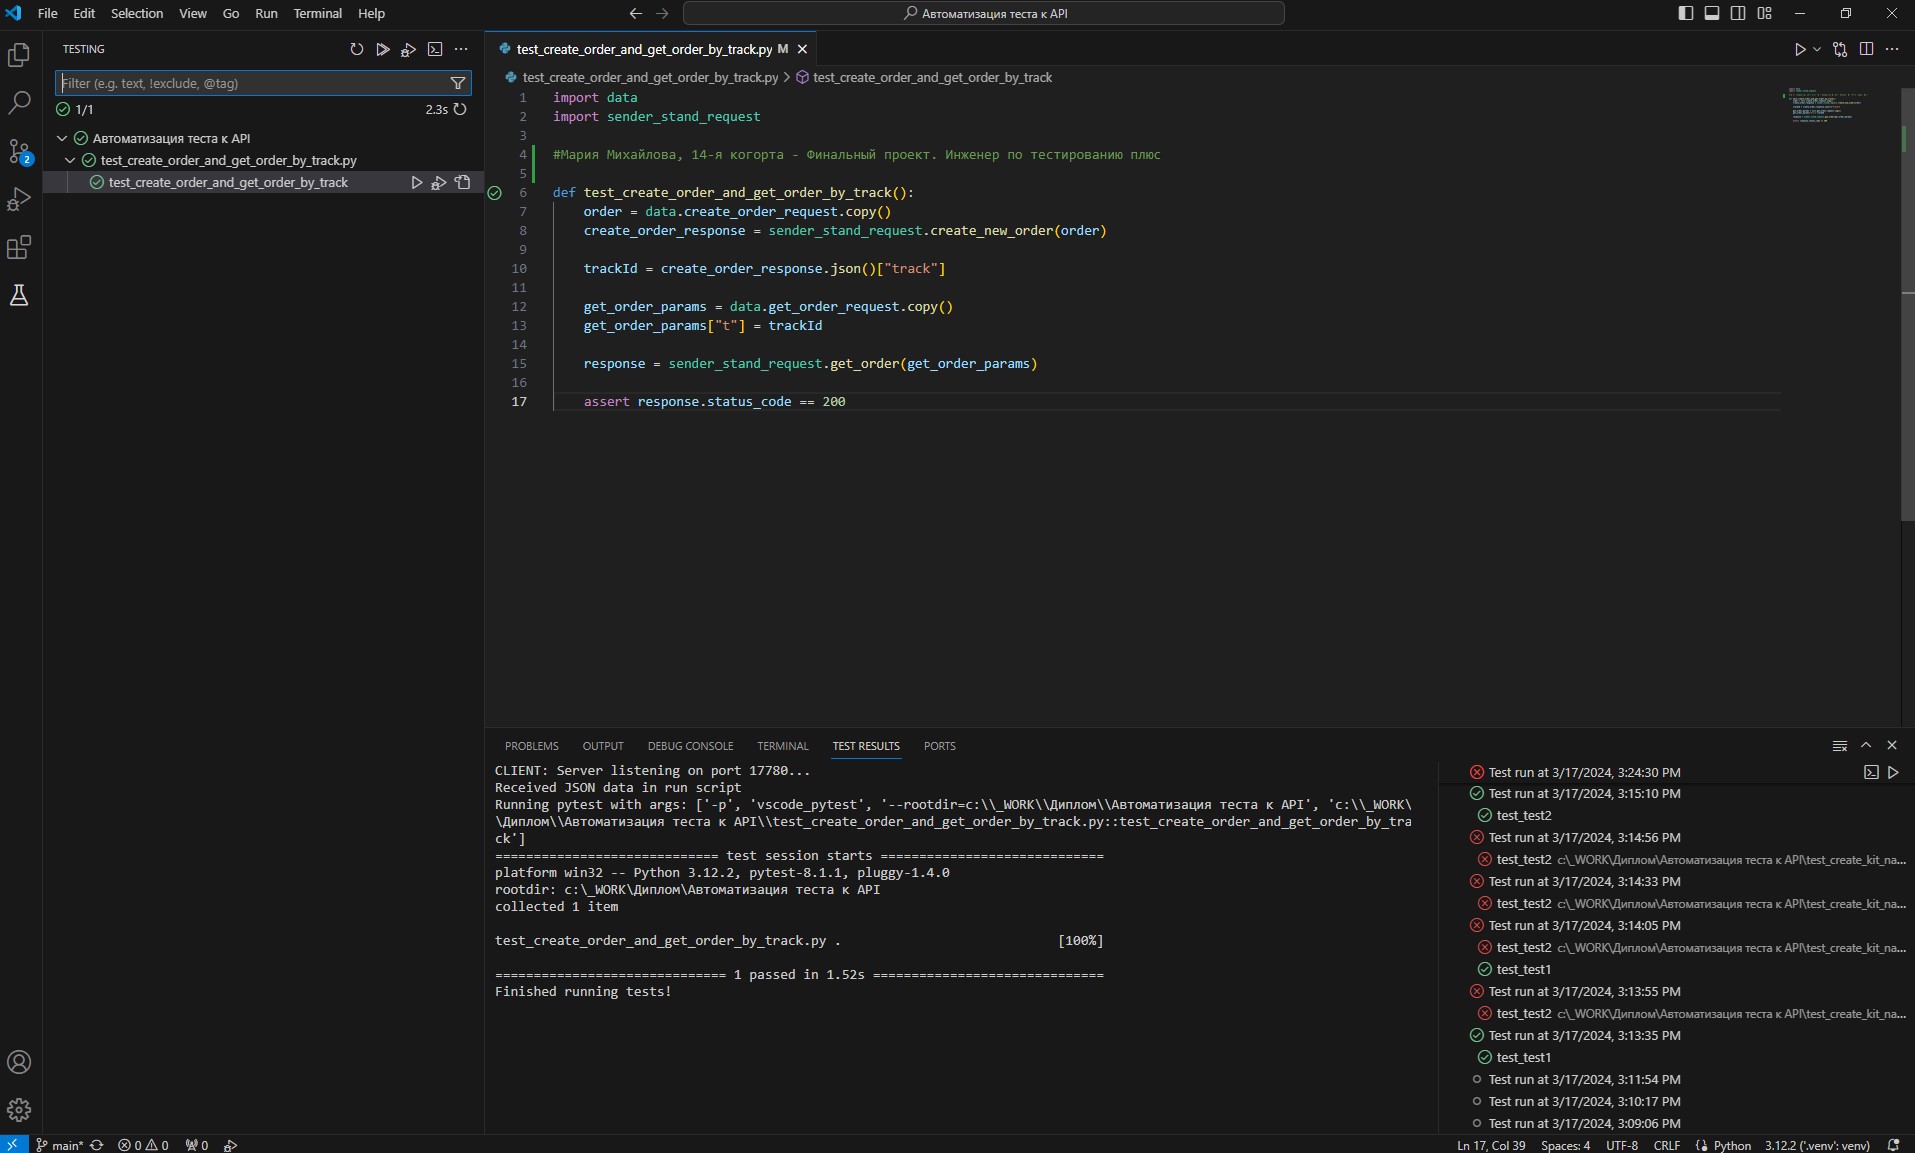 File Edit Selection View Go Run Terminal Help
Автоматизация теста к API
TESTING
Filter (e.g. text, !exclude, @tag)
1/1 2.3s
Автоматизация теста к API
test_create_order_and_get_order_by_track.py
test_create_order_and_get_order_by_track
2
test_create_order_and_get_order_by_track.py M
test_create_order_and_get_order_by_track.py > test_create_order_and_get_order_by_track
1 import data
2 import sender_stand_request
3
4 #Мария Михайлова, 14-я когорта - Финальный проект. Инженер по тестированию плюс
5
6 def test_create_order_and_get_order_by_track():
7 order = data.create_order_request.copy()
8 create_order_response = sender_stand_request.create_new_order(order)
9
10 trackId = create_order_response.json()["track"]
11
12 get_order_params = data.get_order_request.copy()
13 get_order_params["t"] = trackId
14
15 response = sender_stand_request.get_order(get_order_params)
16
17 assert response.status_code == 200
PROBLEMS OUTPUT DEBUG CONSOLE TERMINAL TEST RESULTS PORTS
CLIENT: Server listening on port 17780...
Received JSON data in run script
Running pytest with args: ['-p', 'vscode_pytest', '--rootdir=c:\\_WORK\\Диплом\\Автоматизация теста к API', 'c:\\_WORK\
\Диплом\\Автоматизация теста к API\\test_create_order_and_get_order_by_track.py::test_create_order_and_get_order_by_tra
ck']
============================= test session starts =============================
platform win32 -- Python 3.12.2, pytest-8.1.1, pluggy-1.4.0
rootdir: c:\_WORK\Диплом\Автоматизация теста к API
collected 1 item
test_create_order_and_get_order_by_track.py . [100%]
============================== 1 passed in 1.52s ==============================
Finished running tests!
Test run at 3/17/2024, 3:24:30 PM
Test run at 3/17/2024, 3:15:10 PM
test_test2
Test run at 3/17/2024, 3:14:56 PM
test_test2 c:\_WORK\Диплом\Автоматизация теста к API\test_create_kit_na...
Test run at 3/17/2024, 3:14:33 PM
test_test2 c:\_WORK\Диплом\Автоматизация теста к API\test_create_kit_na...
Test run at 3/17/2024, 3:14:05 PM
test_test2 c:\_WORK\Диплом\Автоматизация теста к API\test_create_kit_na...
test_test1
Test run at 3/17/2024, 3:13:55 PM
test_test2 c:\_WORK\Диплом\Автоматизация теста к API\test_create_kit_na...
Test run at 3/17/2024, 3:13:35 PM
test_test1
Test run at 3/17/2024, 3:11:54 PM
Test run at 3/17/2024, 3:10:17 PM
Test run at 3/17/2024, 3:09:06 PM
main* 0 0 0 Ln 17, Col 39 Spaces: 4 UTF-8 CRLF Python 3.12.2 ('.venv': venv)